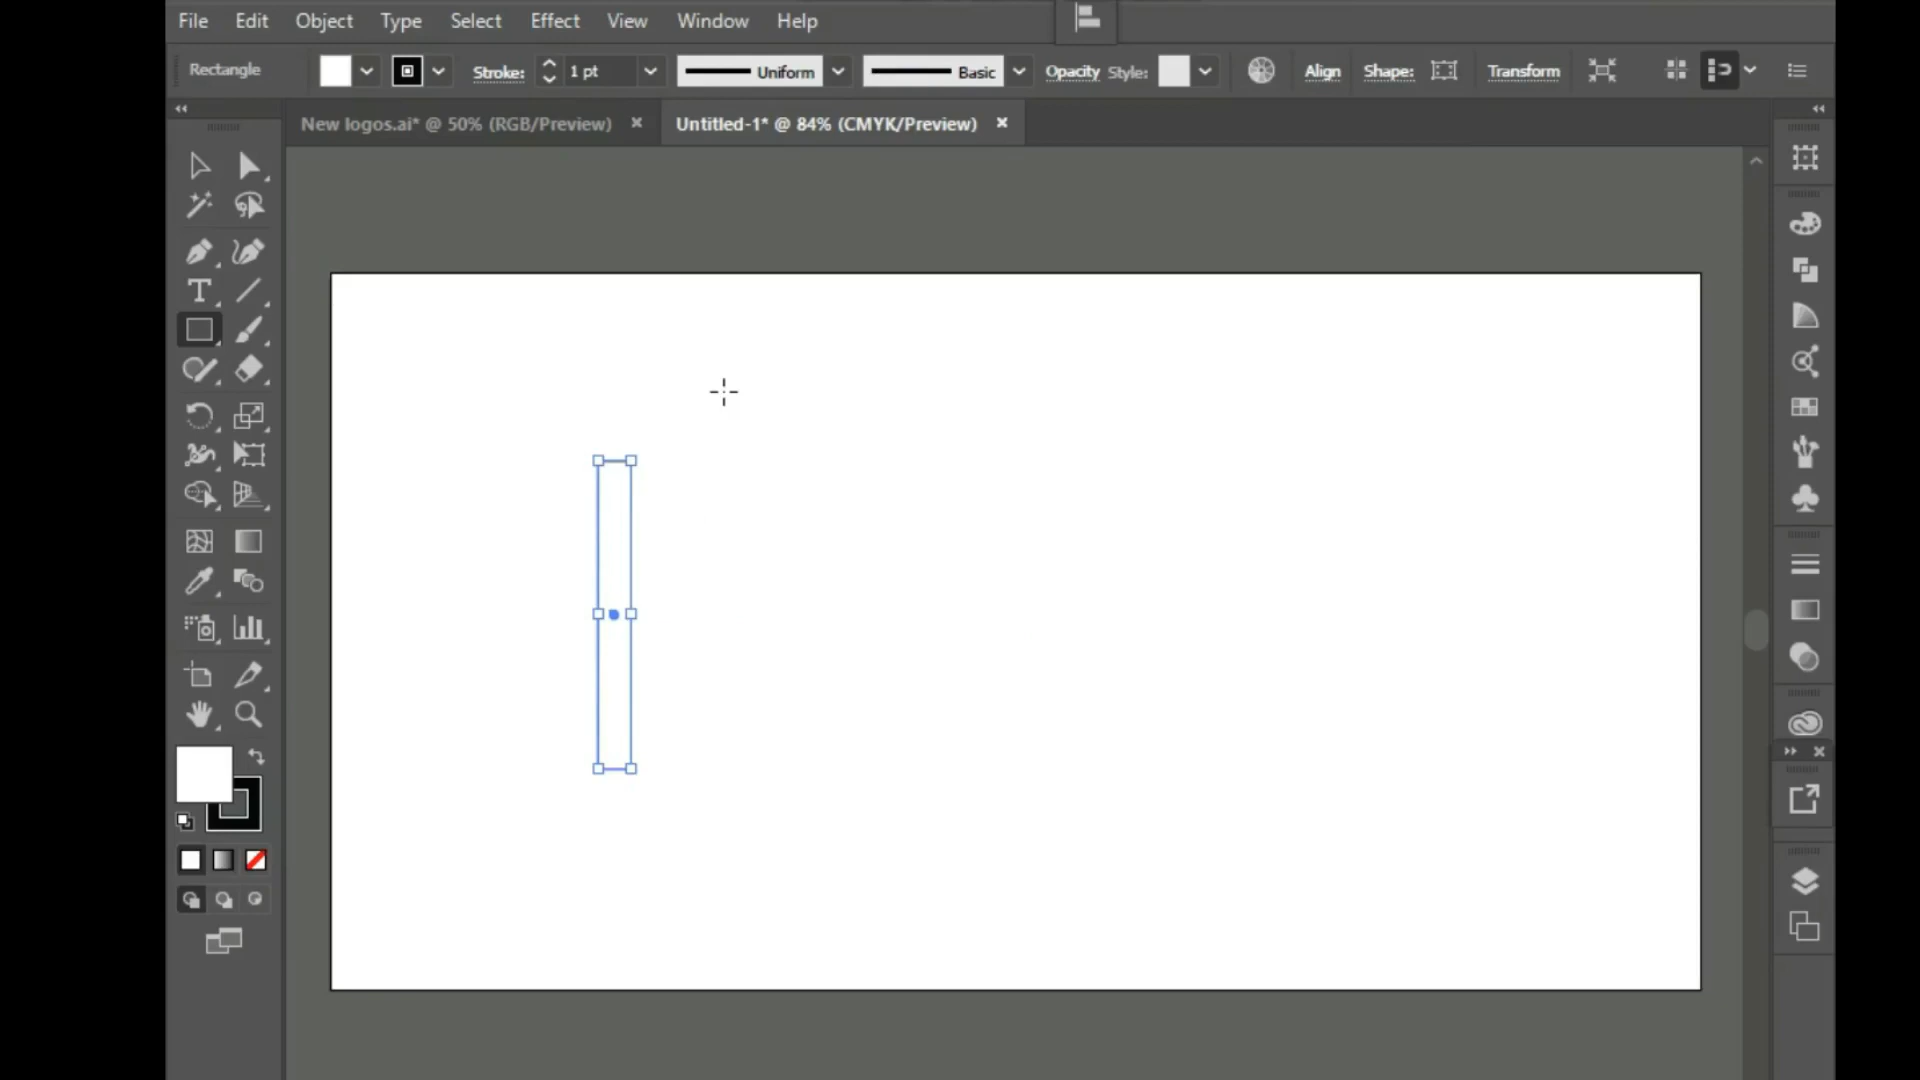 File Edit Object Type Select Effect View Window Help
Rectangle Stroke: 1 pt Uniform Basic Opacity Style: Align Shape: Transform
New logos.ai* @ 50% (RGB/Preview) × Untitled-1* @ 84% (CMYK/Preview) ×